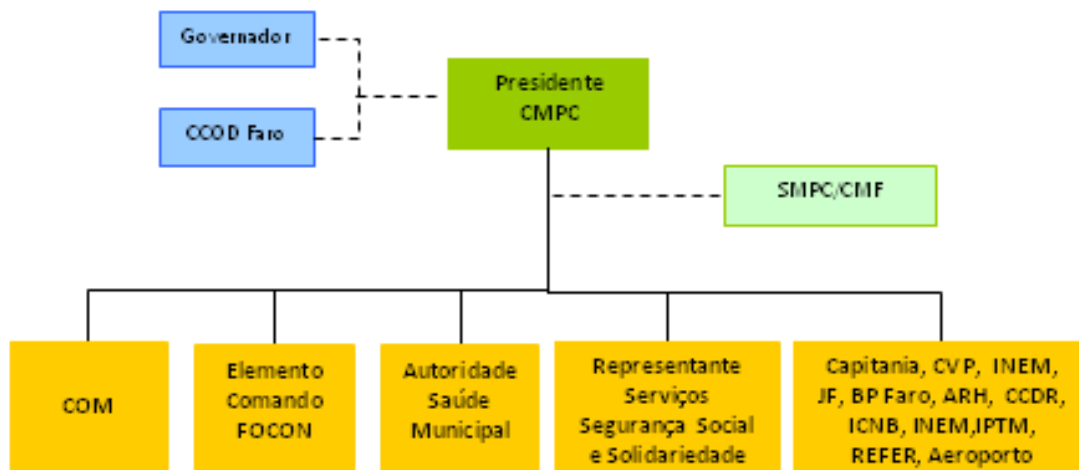 Governador
Presidente
CMPC
CCOD Faro
SMPC/CMF
COM
Elemento
Comando
FOCON
Autoridade
Saúde
Municipal
Representante
Serviços
Segurança Social
e Solidariedade
Capitania, CVP, INEM,
JF, BP Faro, ARH, CCDR,
ICNB, INEM,IPTM,
REFER, Aeroporto